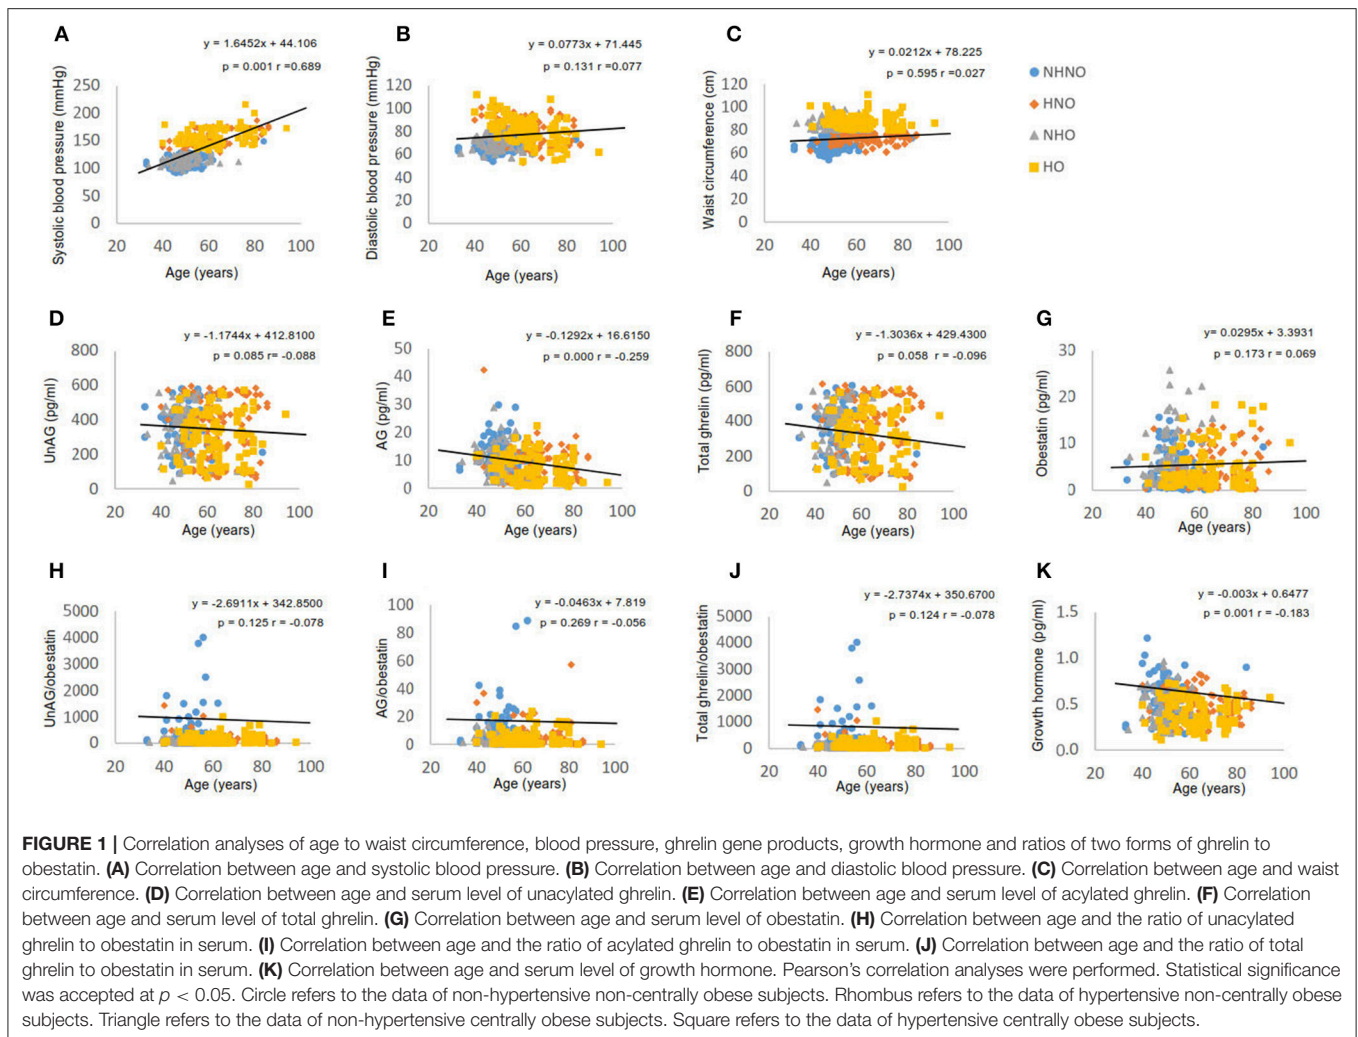 A
y = 1.6452x + 44.106
p = 0.001 r =0.689
Systolic blood pressure (mmHg)
250
200
150
100
50
0
20 40 60 80 100
Age (years)
B
y = 0.0773x + 71.445
p = 0.131 r =0.077
Diastolic blood pressure (mmHg)
120
100
80
60
40
20
0
20 40 60 80 100
Age (years)
C
y = 0.0212x + 78.225
p = 0.595 r =0.027
Waist circumference (cm)
120
100
80
60
40
20
0
20 40 60 80 100
Age (years)
NHNO
HNO
NHO
HO
D
y = -1.1744x + 412.8100
p = 0.085 r= -0.088
UnAG (pg/ml)
800
600
400
200
0
20 40 60 80 100
Age (years)
E
y = -0.1292x + 16.6150
p = 0.000 r = -0.259
AG (pg/ml)
50
40
30
20
10
0
20 40 60 80 100
Age (years)
F
y = -1.3036x + 429.4300
p = 0.058 r = -0.096
Total ghrelin (pg/ml)
800
600
400
200
0
20 40 60 80 100
Age (years)
G
y = 0.0295x + 3.3931
p = 0.173 r = 0.069
Obestatin (pg/ml)
30
20
10
0
20 40 60 80 100
Age (years)
H
y = -2.6911x + 342.8500
p = 0.125 r = -0.078
UnAG/obestatin
5000
4000
3000
2000
1000
0
20 40 60 80 100
Age (years)
I
y = -0.0463x + 7.819
p = 0.269 r = -0.056
AG/obestatin
100
80
60
40
20
0
20 40 60 80 100
Age (years)
J
y = -2.7374x + 350.6700
p = 0.124 r = -0.078
Total ghrelin/obestatin
5000
4000
3000
2000
1000
0
20 40 60 80 100
Age (years)
K
y = -0.003x + 0.6477
p = 0.001 r = -0.183
Growth hormone (pg/ml)
1.5
1.0
0.5
0.0
20 40 60 80 100
Age (years)
FIGURE 1 | Correlation analyses of age to waist circumference, blood pressure, ghrelin gene products, growth hormone and ratios of two forms of ghrelin to
obestatin. (A) Correlation between age and systolic blood pressure. (B) Correlation between age and diastolic blood pressure. (C) Correlation between age and waist
circumference. (D) Correlation between age and serum level of unacylated ghrelin. (E) Correlation between age and serum level of acylated ghrelin. (F) Correlation
between age and serum level of total ghrelin. (G) Correlation between age and serum level of obestatin. (H) Correlation between age and the ratio of unacylated
ghrelin to obestatin in serum. (I) Correlation between age and the ratio of acylated ghrelin to obestatin in serum. (J) Correlation between age and the ratio of total
ghrelin to obestatin in serum. (K) Correlation between age and serum level of growth hormone. Pearson's correlation analyses were performed. Statistical significance
was accepted at p < 0.05. Circle refers to the data of non-hypertensive non-centrally obese subjects. Rhombus refers to the data of hypertensive non-centrally obese
subjects. Triangle refers to the data of non-hypertensive centrally obese subjects. Square refers to the data of hypertensive centrally obese subjects.